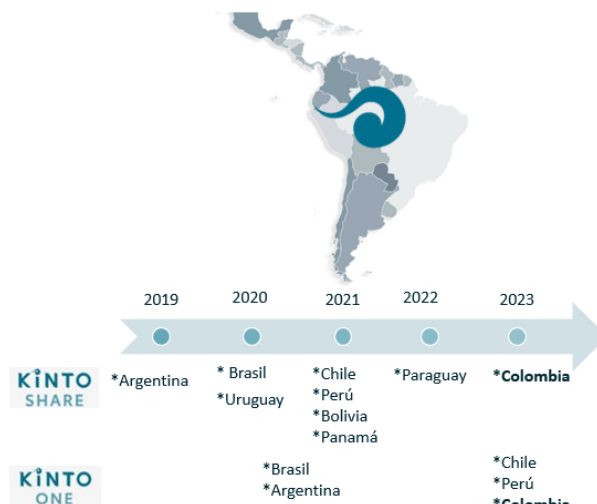 2019 2020 2021 2022 2023
KiNTO SHARE
*Argentina
* Brasil
*Uruguay
*Chile
*Perú
*Bolivia
*Panamá
*Paraguay
*Colombia
KiNTO ONE
*Brasil
*Argentina
*Chile
*Perú
*Colombia